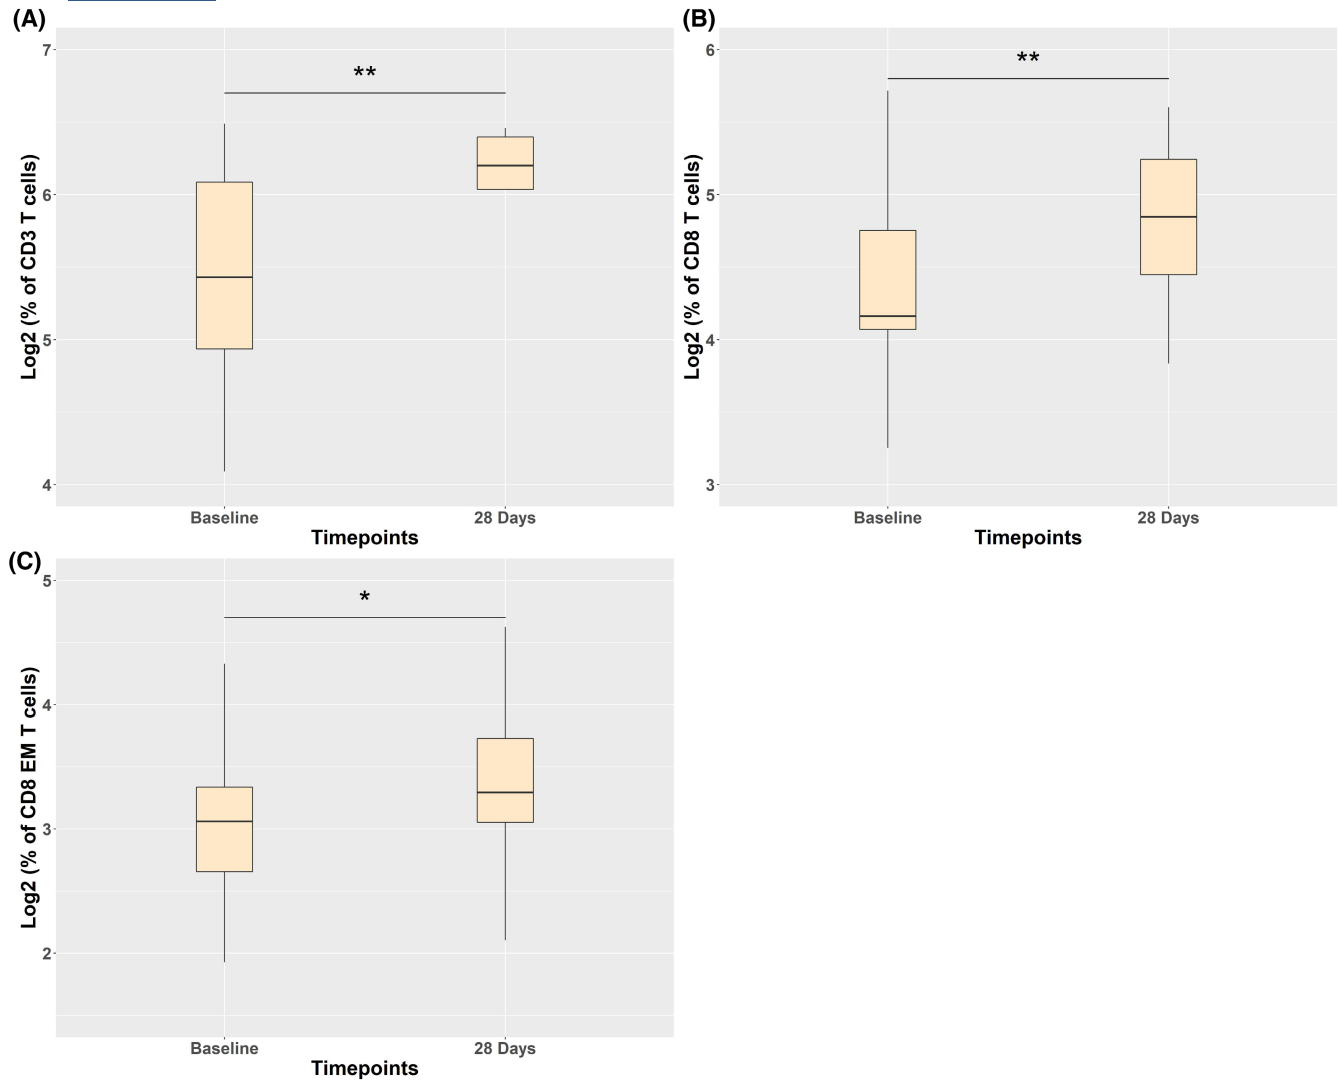 (A)
7
6
5
4
Log2 (% of CD3 T cells)
**
Baseline
28 Days
Timepoints
(B)
6
5
4
3
Log2 (% of CD8 T cells)
**
Baseline
28 Days
Timepoints
(C)
5
4
3
2
Log2 (% of CD8 EM T cells)
*
Baseline
28 Days
Timepoints